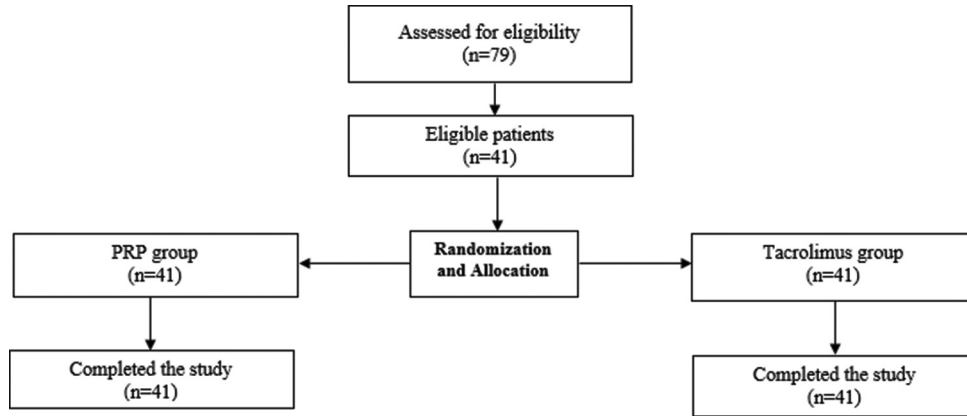 Assessed for eligibility
(n=79)
Eligible patients
(n=41)
Randomization
and Allocation
PRP group
(n=41)
Tacrolimus group
(n=41)
Completed the study
(n=41)
Completed the study
(n=41)